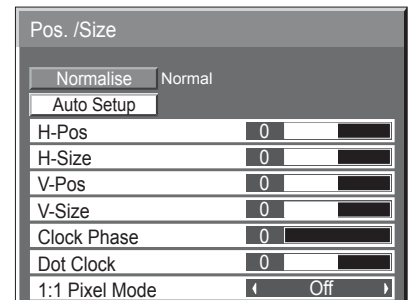 Pos. /Size
Normalise Normal
Auto Setup
H-Pos 0
H-Size 0
V-Pos 0
V-Size 0
Clock Phase 0
Dot Clock 0
1:1 Pixel Mode Off